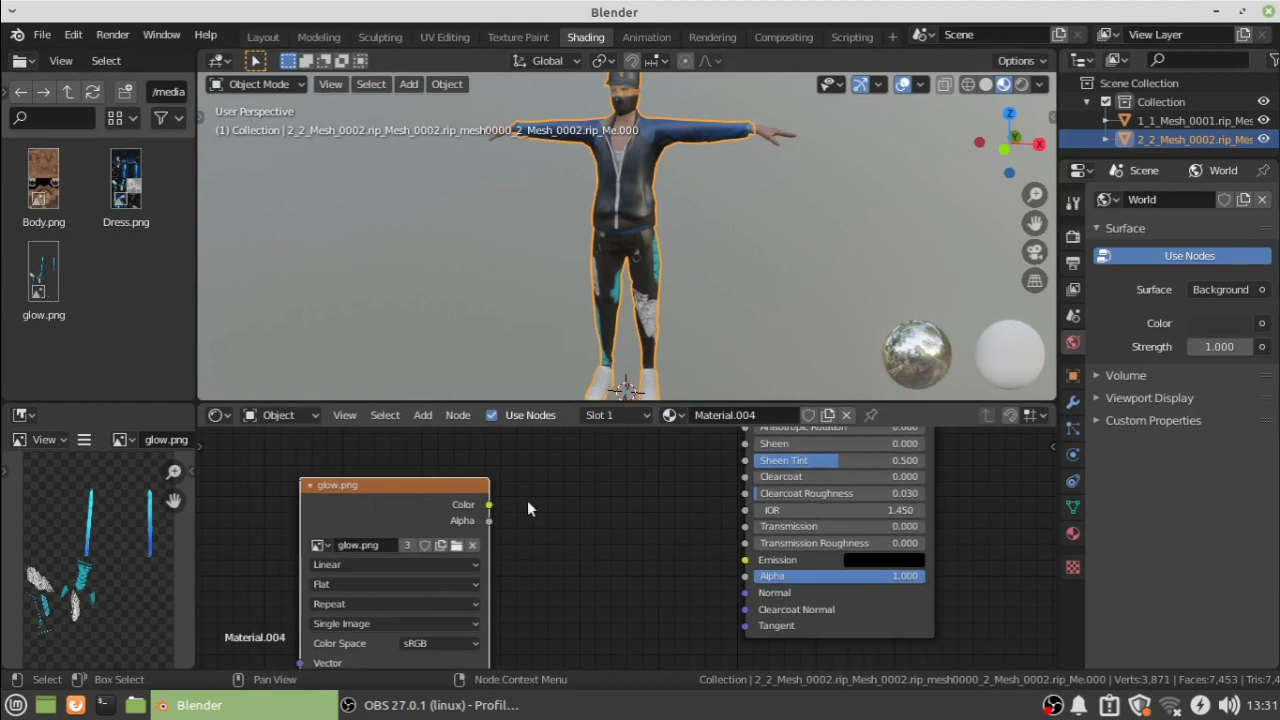 Blender
File Edit Render Window Help
Layout Modeling Sculpting UV Editing Texture Paint Shading Animation Rendering Compositing Scripting
Scene
View Layer
View Select
Global
Options
/media
Object Mode View Select Add Object
User Perspective
(1) Collection | 2_2_Mesh_0002.rip_Mesh_0002.rip_mesh0000_2_Mesh_0002.rip_Me.000
Z
Y
X
Scene Collection
Collection
1_1_Mesh_0001.rip_Mes
2_2_Mesh_0002.rip_Mes
Scene World
World
Surface
Use Nodes
Surface Background
Color
Strength 1.000
Volume
Viewport Display
Custom Properties
Body.png
Dress.png
glow.png
View
glow.png
Object View Select Add Node Use Nodes Slot 1 Material.004
glow.png
Color
Alpha
glow.png 3
Linear
Flat
Repeat
Single Image
Color Space sRGB
Vector
Material.004
Anisotropic Rotation 0.000
Sheen 0.000
Sheen Tint 0.500
Clearcoat 0.000
Clearcoat Roughness 0.030
IOR 1.450
Transmission 0.000
Transmission Roughness 0.000
Emission
Alpha 1.000
Normal
Clearcoat Normal
Tangent
Select Box Select Pan View Node Context Menu
Collection | 2_2_Mesh_0002.rip_Mesh_0002.rip_mesh0000_2_Mesh_0002.rip_Me.000 | Verts:3,871 | Faces:7,453 | Tris:7,4
Blender
OBS 27.0.1 (linux) - Profil...
13:31